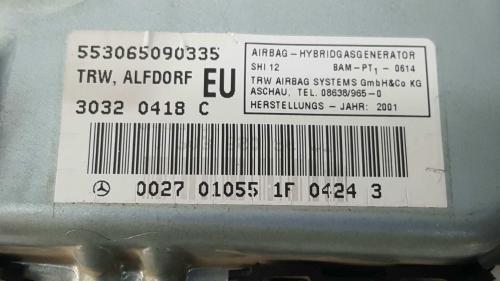 553065090335
TRW, ALFDORF EU
3032 0418 C
AIRBAG-HYBRIDGASGENERATOR
SHI 12 BAM-PT1-0614
TRW AIRBAG SYSTEMS GmbH&Co KG
ASCHAU, TEL. 08638/965-0
HERSTELLUNGS - JAHR: 2001
0027 01055 1F 0424 3